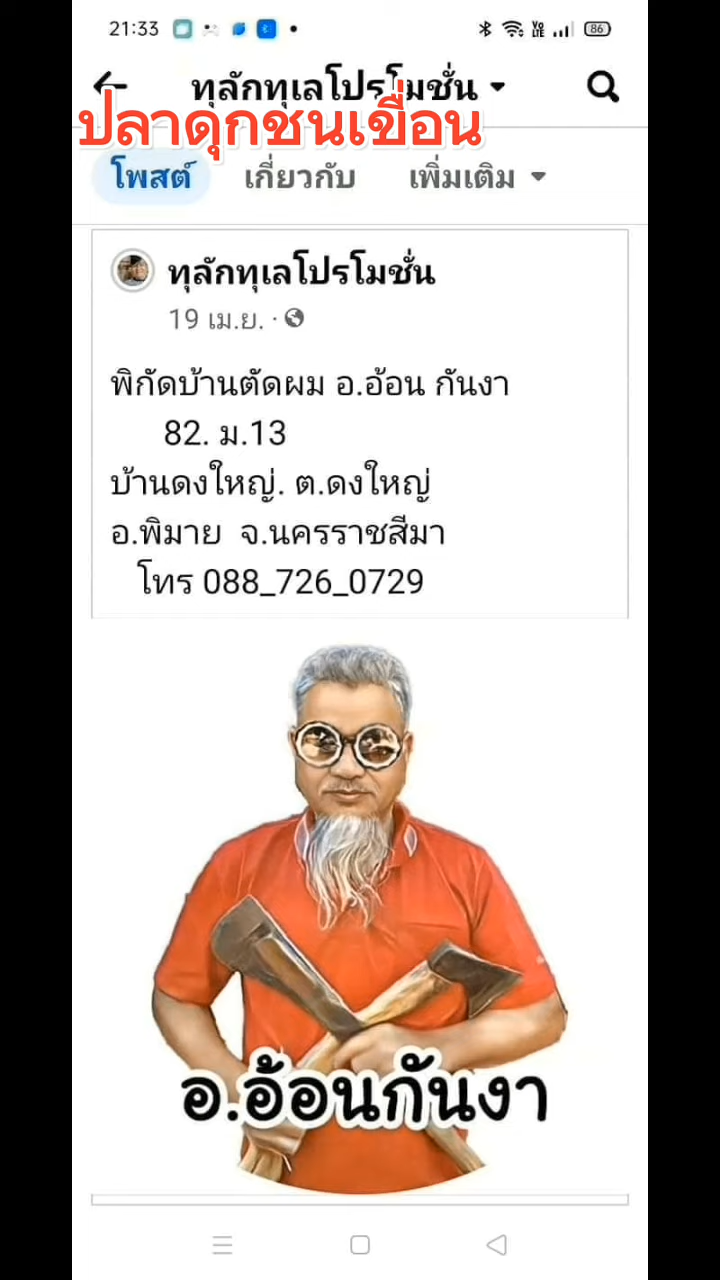 21:33
VO LTE 86
ทุลักทุเลโปรโมชั่น
ปลาดุกชนเขื่อน
โพสต์ เกี่ยวกับ เพิ่มเติม
ทุลักทุเลโปรโมชั่น
19 เม.ย. ·
พิกัดบ้านตัดผม อ.อ้อน กันงา
82. ม.13
บ้านดงใหญ่. ต.ดงใหญ่
อ.พิมาย จ.นครราชสีมา
โทร 088_726_0729
อ.อ้อนกันงา